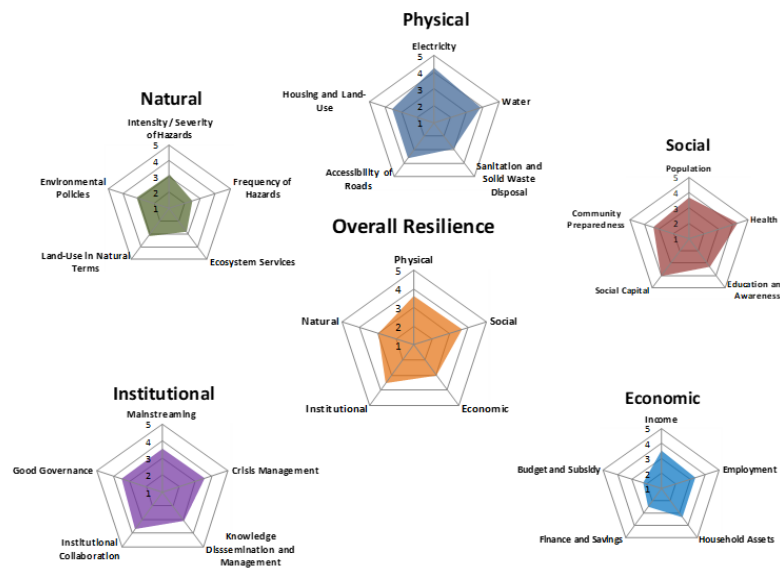 Physical
Electricity
5
4
3
2
1
Housing and Land-
Use
Water
Accessibility of
Roads
Sanitation and
Solid Waste
Disposal
Natural
Intensity / Severity
of Hazards
5
4
3
2
1
Environmental
Policies
Frequency of
Hazards
Land-Use in Natural
Terms
Ecosystem Services
Social
Population
5
4
3
2
1
Community
Preparedness
Health
Social Capital
Education an
Awareness
Overall Resilience
Physical
5
4
3
2
1
Natural
Social
Institutional
Economic
Institutional
Mainstreaming
5
4
3
2
1
Good Governance
Crisis Management
Institutional
Collaboration
Knowledge
Disssemination and
Management
Economic
Income
5
4
3
2
1
Budget and Subsidy
Employment
Finance and Savings
Household Assets